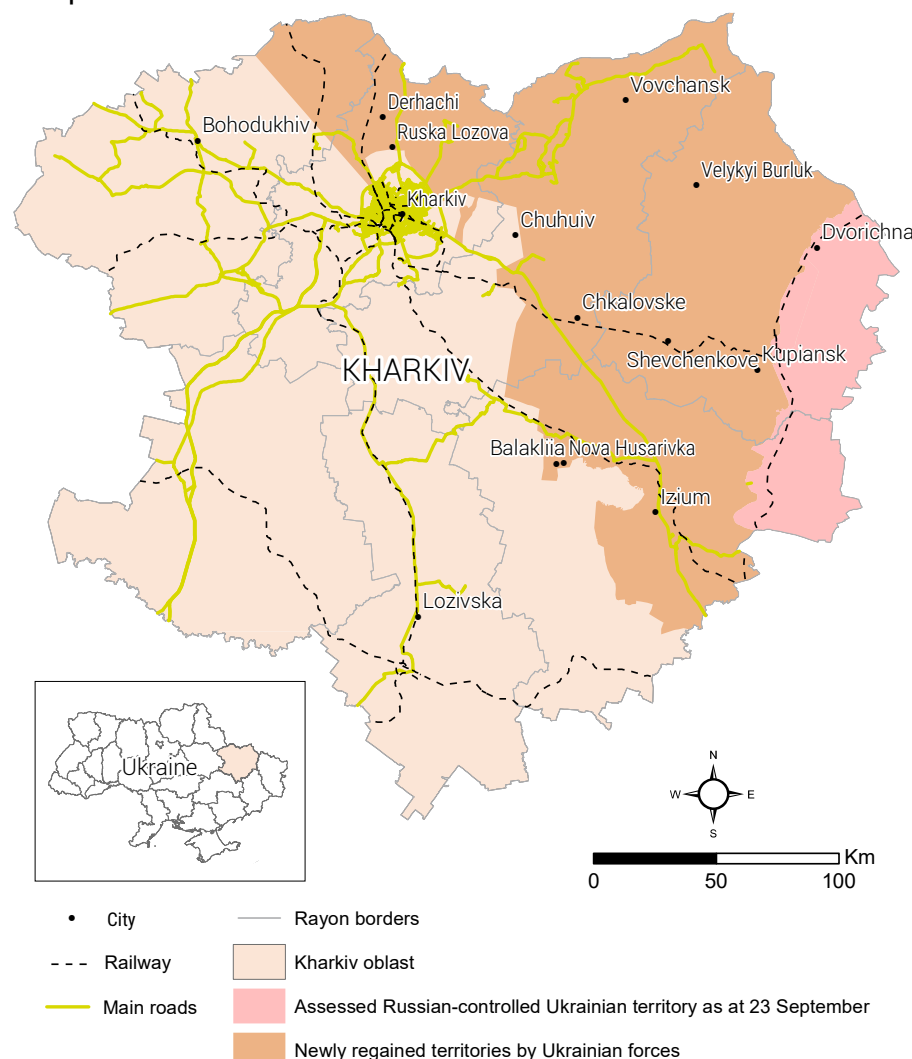 Vovchansk
Derhachi
Bohodukhiv
Ruska Lozova
Velykyi Burluk
Kharkiv
Chuhuiv
Dvorichna
Chkalovske
Shevchenkove
Kupiansk
KHARKIV
Balakliia
Nova Husarivka
Izium
Lozivska
Ukraine
N
W
E
S
Km
0 50 100
City
Rayon borders
Railway
Kharkiv oblast
Main roads
Assessed Russian-controlled Ukrainian territory as at 23 September
Newly regained territories by Ukrainian forces